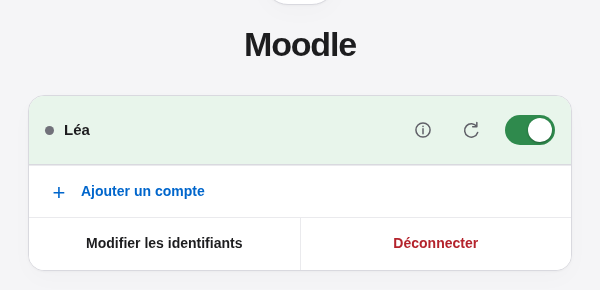 Moodle
Léa
Ajouter un compte
Modifier les identifiants
Déconnecter